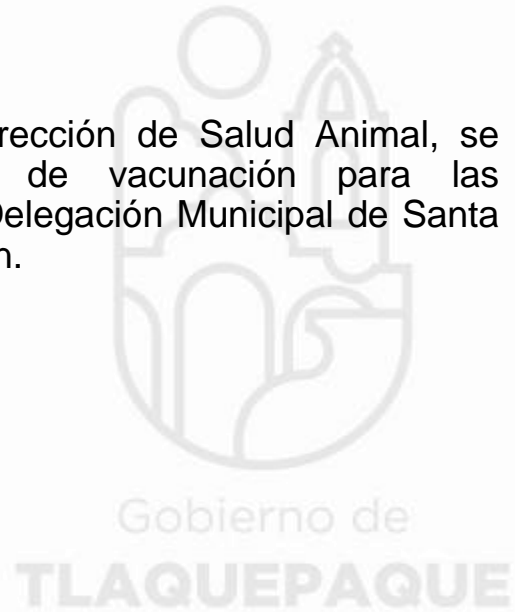 rección de Salud Animal, se
de vacunación para las
Delegación Municipal de Santa
n.
Gobierno de
TLAQUEPAQUE